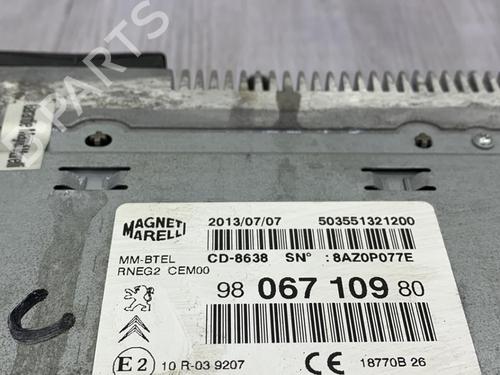 MAGNETI
MARELLI
2013/07/07 503551321200
MM-BTEL CD-8638 SN° :8AZ0P077E
RNEG2 CEM00
98 067 109 80
E2 10 R-03 9207 CE 18770B 26
B-PARTS